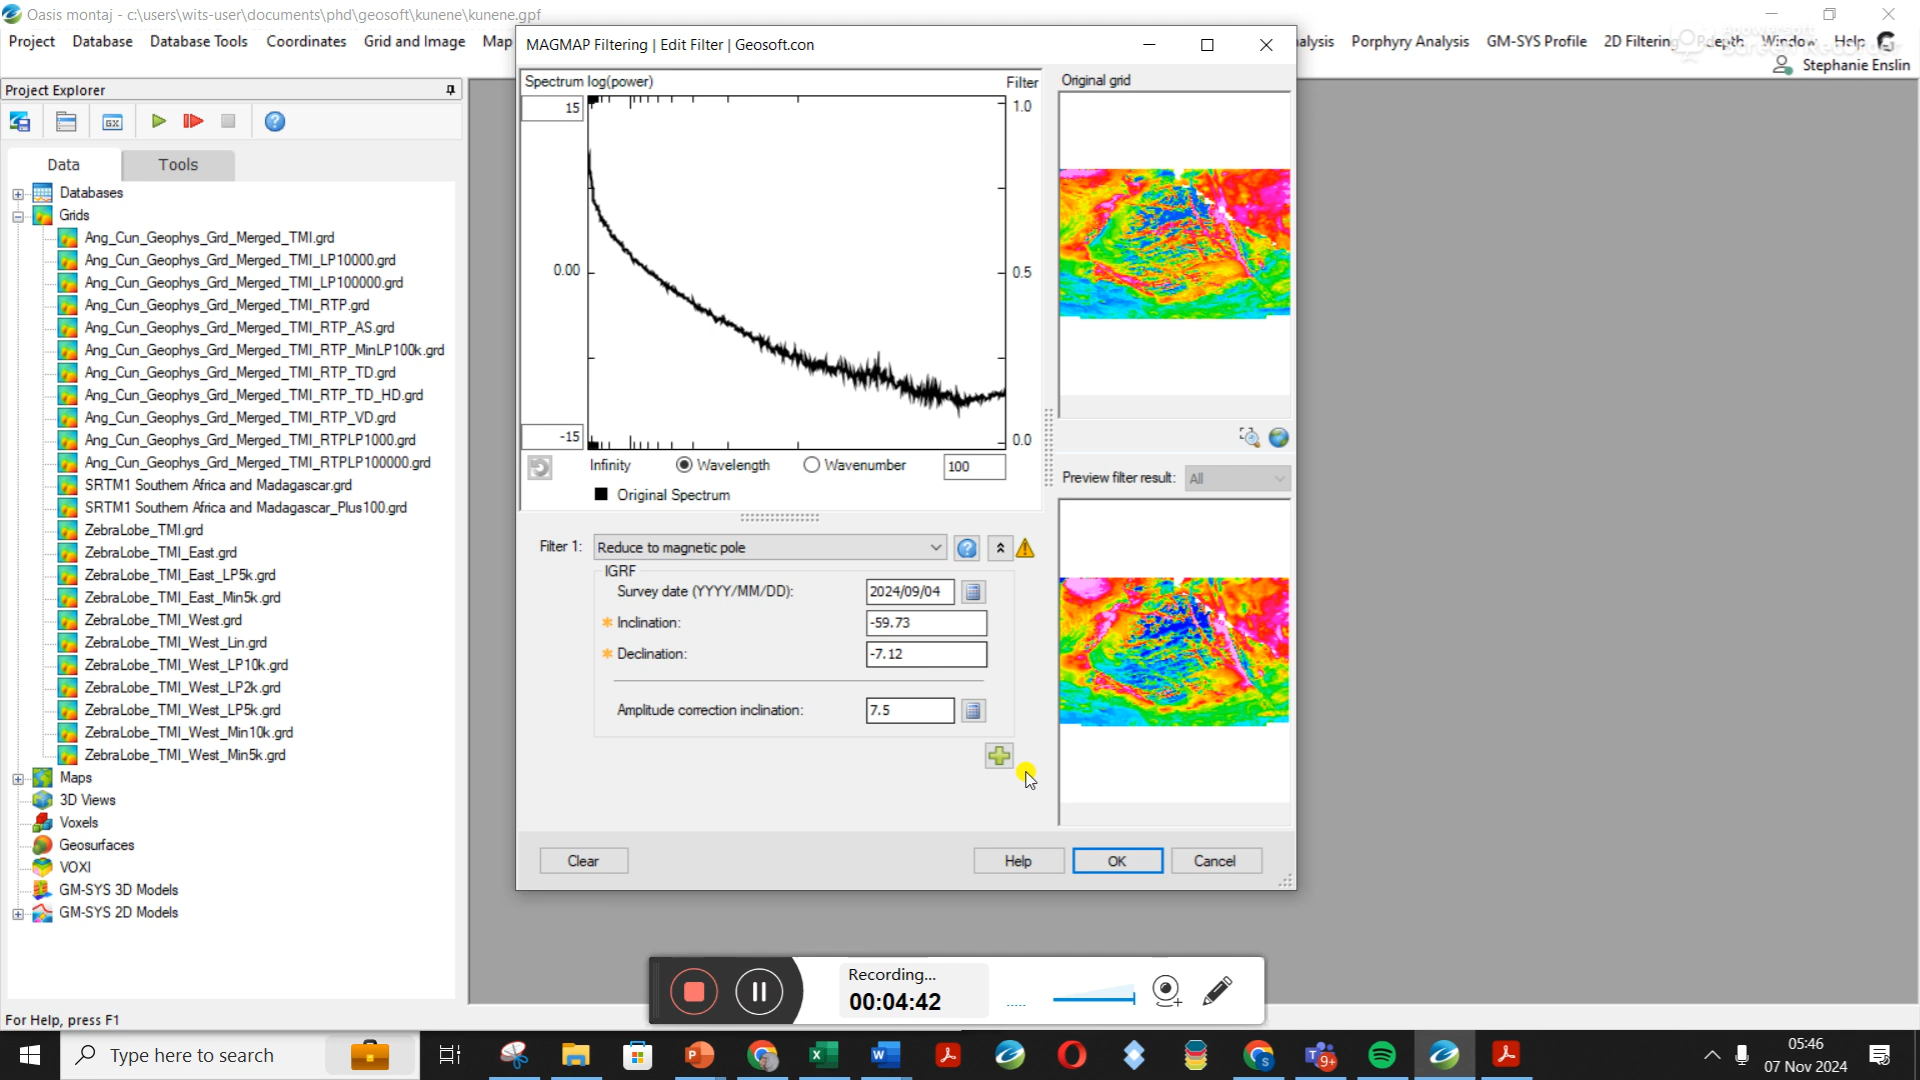 Oasis montaj - c:\users\wits-user\documents\phd\geosoft\kunene\kunene.gpf
Project Database Database Tools Coordinates Grid and Image Map
alysis Porphyry Analysis GM-SYS Profile 2D Filtering Window Help
Stephanie Enslin
Project Explorer
GX
Data Tools
Databases
Grids
Ang_Cun_Geophys_Grd_Merged_TMI.grd
Ang_Cun_Geophys_Grd_Merged_TMI_LP10000.grd
Ang_Cun_Geophys_Grd_Merged_TMI_LP100000.grd
Ang_Cun_Geophys_Grd_Merged_TMI_RTP.grd
Ang_Cun_Geophys_Grd_Merged_TMI_RTP_AS.grd
Ang_Cun_Geophys_Grd_Merged_TMI_RTP_MinLP100k.grd
Ang_Cun_Geophys_Grd_Merged_TMI_RTP_TD.grd
Ang_Cun_Geophys_Grd_Merged_TMI_RTP_TD_HD.grd
Ang_Cun_Geophys_Grd_Merged_TMI_RTP_VD.grd
Ang_Cun_Geophys_Grd_Merged_TMI_RTPLP1000.grd
Ang_Cun_Geophys_Grd_Merged_TMI_RTPLP100000.grd
SRTM1 Southern Africa and Madagascar.grd
SRTM1 Southern Africa and Madagascar_Plus100.grd
ZebraLobe_TMI.grd
ZebraLobe_TMI_East.grd
ZebraLobe_TMI_East_LP5k.grd
ZebraLobe_TMI_East_Min5k.grd
ZebraLobe_TMI_West.grd
ZebraLobe_TMI_West_Lin.grd
ZebraLobe_TMI_West_LP10k.grd
ZebraLobe_TMI_West_LP2k.grd
ZebraLobe_TMI_West_LP5k.grd
ZebraLobe_TMI_West_Min10k.grd
ZebraLobe_TMI_West_Min5k.grd
Maps
3D Views
Voxels
Geosurfaces
VOXI
GM-SYS 3D Models
GM-SYS 2D Models
For Help, press F1
MAGMAP Filtering | Edit Filter | Geosoft.con
Spectrum log(power) Filter
15 1.0
0.00 0.5
-15 0.0
Infinity Wavelength Wavenumber 100
Original Spectrum
Original grid
Preview filter result: All
Filter 1: Reduce to magnetic pole
IGRF
Survey date (YYYY/MM/DD): 2024/09/04
Inclination: -59.73
Declination: -7.12
Amplitude correction inclination: 7.5
Clear Help OK Cancel
Recording...
00:04:42
Type here to search
9+
05:46
07 Nov 2024